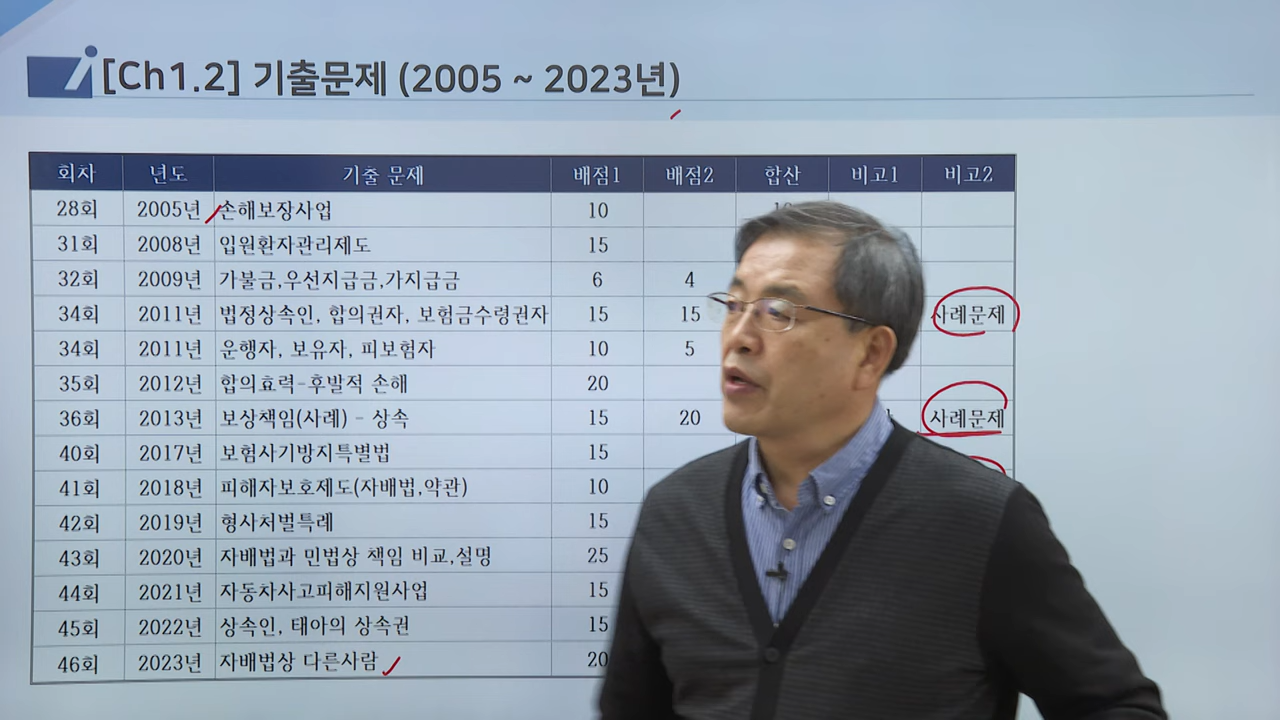 [Ch1.2] 기출문제 (2005 ~ 2023년)
회차 년도 기출 문제 배점1 배점2 합산 비고1 비고2
28회 2005년 손해보장사업 10
31회 2008년 입원환자관리제도 15
32회 2009년 가불금,우선지급금,가지급금 6 4
34회 2011년 법정상속인, 합의권자, 보험금수령권자 15 15 사례문제
34회 2011년 운행자, 보유자, 피보험자 10 5
35회 2012년 합의효력-후발적 손해 20
36회 2013년 보상책임(사례) - 상속 15 20 사례문제
40회 2017년 보험사기방지특별법 15
41회 2018년 피해자보호제도(자배법,약관) 10
42회 2019년 형사처벌특례 15
43회 2020년 자배법과 민법상 책임 비교,설명 25
44회 2021년 자동차사고피해지원사업 15
45회 2022년 상속인, 태아의 상속권 15
46회 2023년 자배법상 다른사람 20